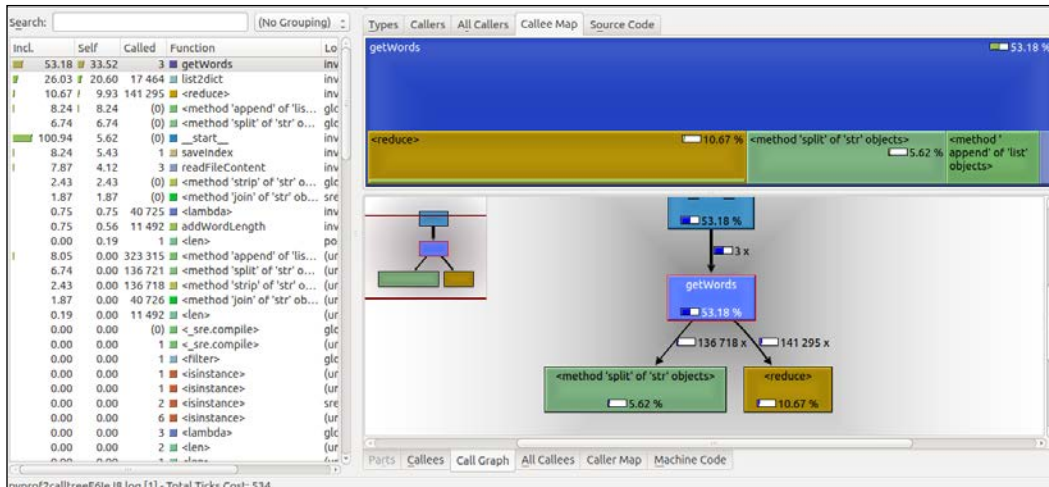 Search: (No Grouping)
Types Callers All Callers Callee Map Source Code
Incl. Self Called Function Lo
53.18 33.52 3 getWords inv
26.03 20.60 17 464 list2dict inv
10.67 9.93 141 295 <reduce> inv
8.24 8.24 (0) <method 'append' of 'lis... glo
6.74 6.74 (0) <method 'split' of 'str' o... glo
100.94 5.62 (0) __start__ inv
8.24 5.43 1 saveIndex inv
7.87 4.12 3 readFileContent inv
2.43 2.43 (0) <method 'strip' of 'str' o... glo
1.87 1.87 (0) <method 'join' of 'str' ob... sre
0.75 0.75 40 725 <lambda> inv
0.75 0.56 11 492 addWordLength inv
0.00 0.19 1 <len> po
8.05 0.00 323 315 <method 'append' of 'lis... (ur
6.74 0.00 136 721 <method 'split' of 'str' o... (ur
2.43 0.00 136 718 <method 'strip' of 'str' o... (ur
1.87 0.00 40 726 <method 'join' of 'str' ob... (ur
0.19 0.00 11 492 <len> (ur
0.00 0.00 (0) <_sre.compile> glo
0.00 0.00 1 <_sre.compile> (ur
0.00 0.00 1 <filter> glo
0.00 0.00 1 <isinstance> (ur
0.00 0.00 1 <isinstance> (ur
0.00 0.00 2 <isinstance> sre
0.00 0.00 6 <isinstance> (ur
0.00 0.00 3 <lambda> glo
0.00 0.00 2 <len> (ur
getWords 53.18 %
<reduce> 10.67 %
<method 'split' of 'str' objects>
5.62 %
<method '
append' of 'list'
objects>
53.18 %
3 x
getWords
53.18 %
136 718 x 141 295 x
<method 'split' of 'str' objects>
5.62 %
<reduce>
10.67 %
Parts Callees Call Graph All Callees Caller Map Machine Code
[1] - Total Ticks Cost: 534